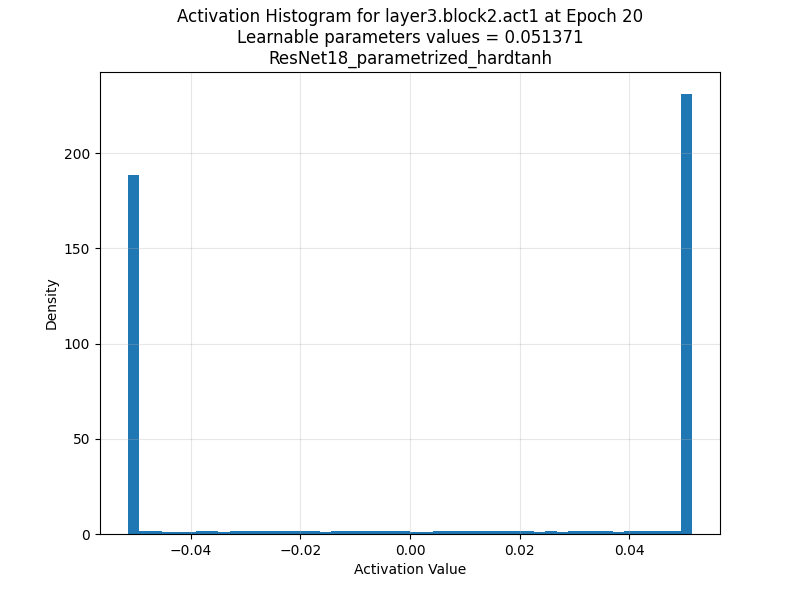 Activation Histogram for layer3.block2.act1 at Epoch 20
Learnable parameters values = 0.051371
ResNet18_parametrized_hardtanh
200
150
100
50
0
Density
−0.04
−0.02
0.00
0.02
0.04
Activation Value